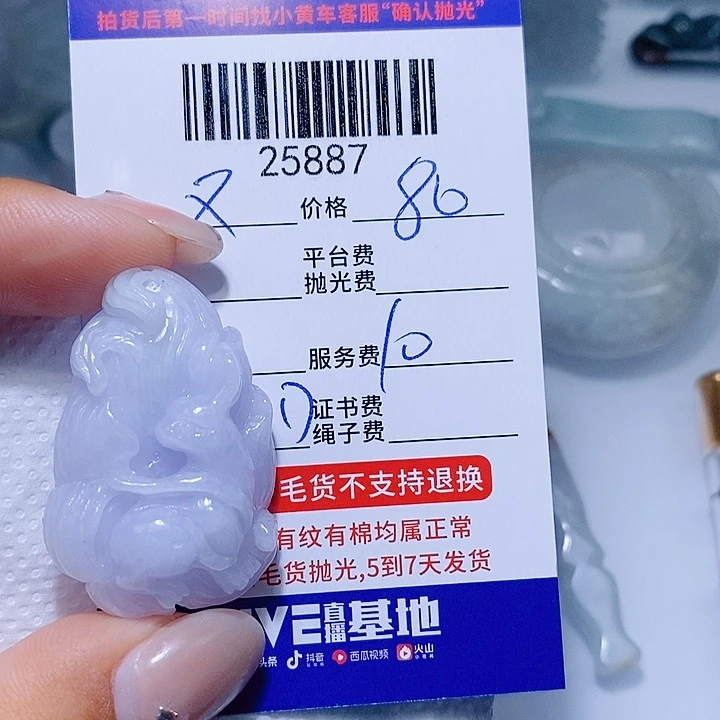 拍货后第一时间找小黄车客服“确认抛光”
25887
价格 80
平台费
抛光费
服务费 10
证书费
绳子费
毛货不支持退换
有纹有棉均属正常
毛货抛光,5到7天发货
VE直播基地
头条 抖音 西瓜视频 火山